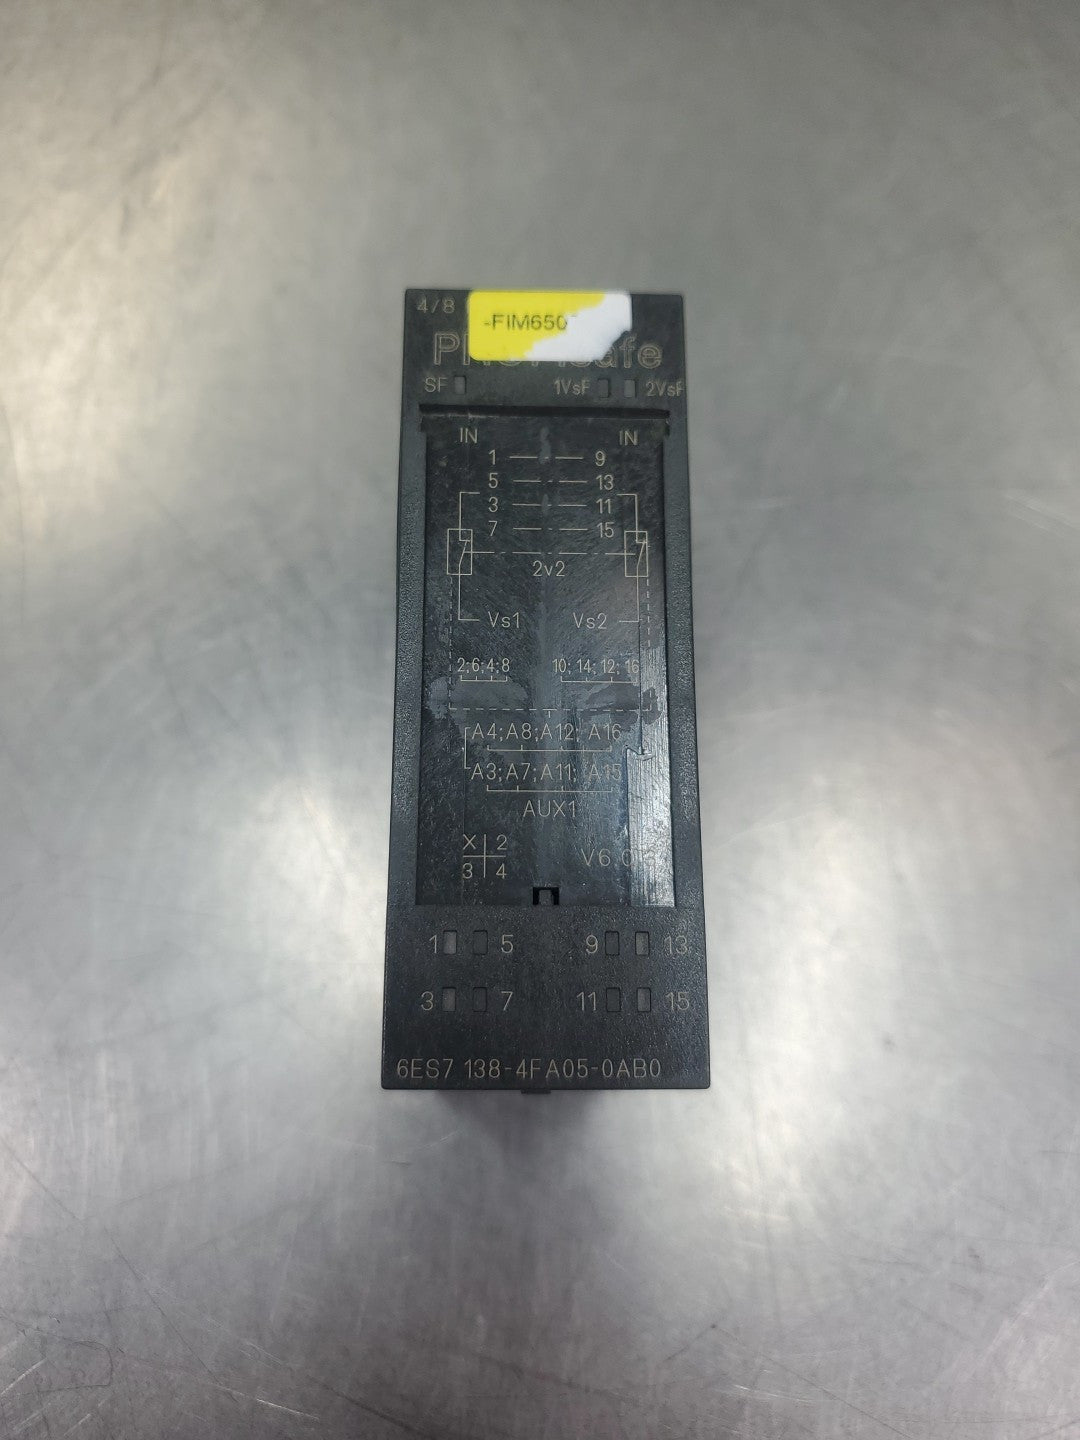 4/8
-FIM650
SF 1VsF 2VsF
IN IN
1 9
5 13
3 11
7 15
2v2
Vs1 Vs2
2;6;4;8 10; 14; 12; 16
A4;A8;A12; A16
A3;A7;A11; A15
AUX1
X 2
3 4
1 5 9 13
3 7 11 15
6ES7 138-4FA05-0AB0